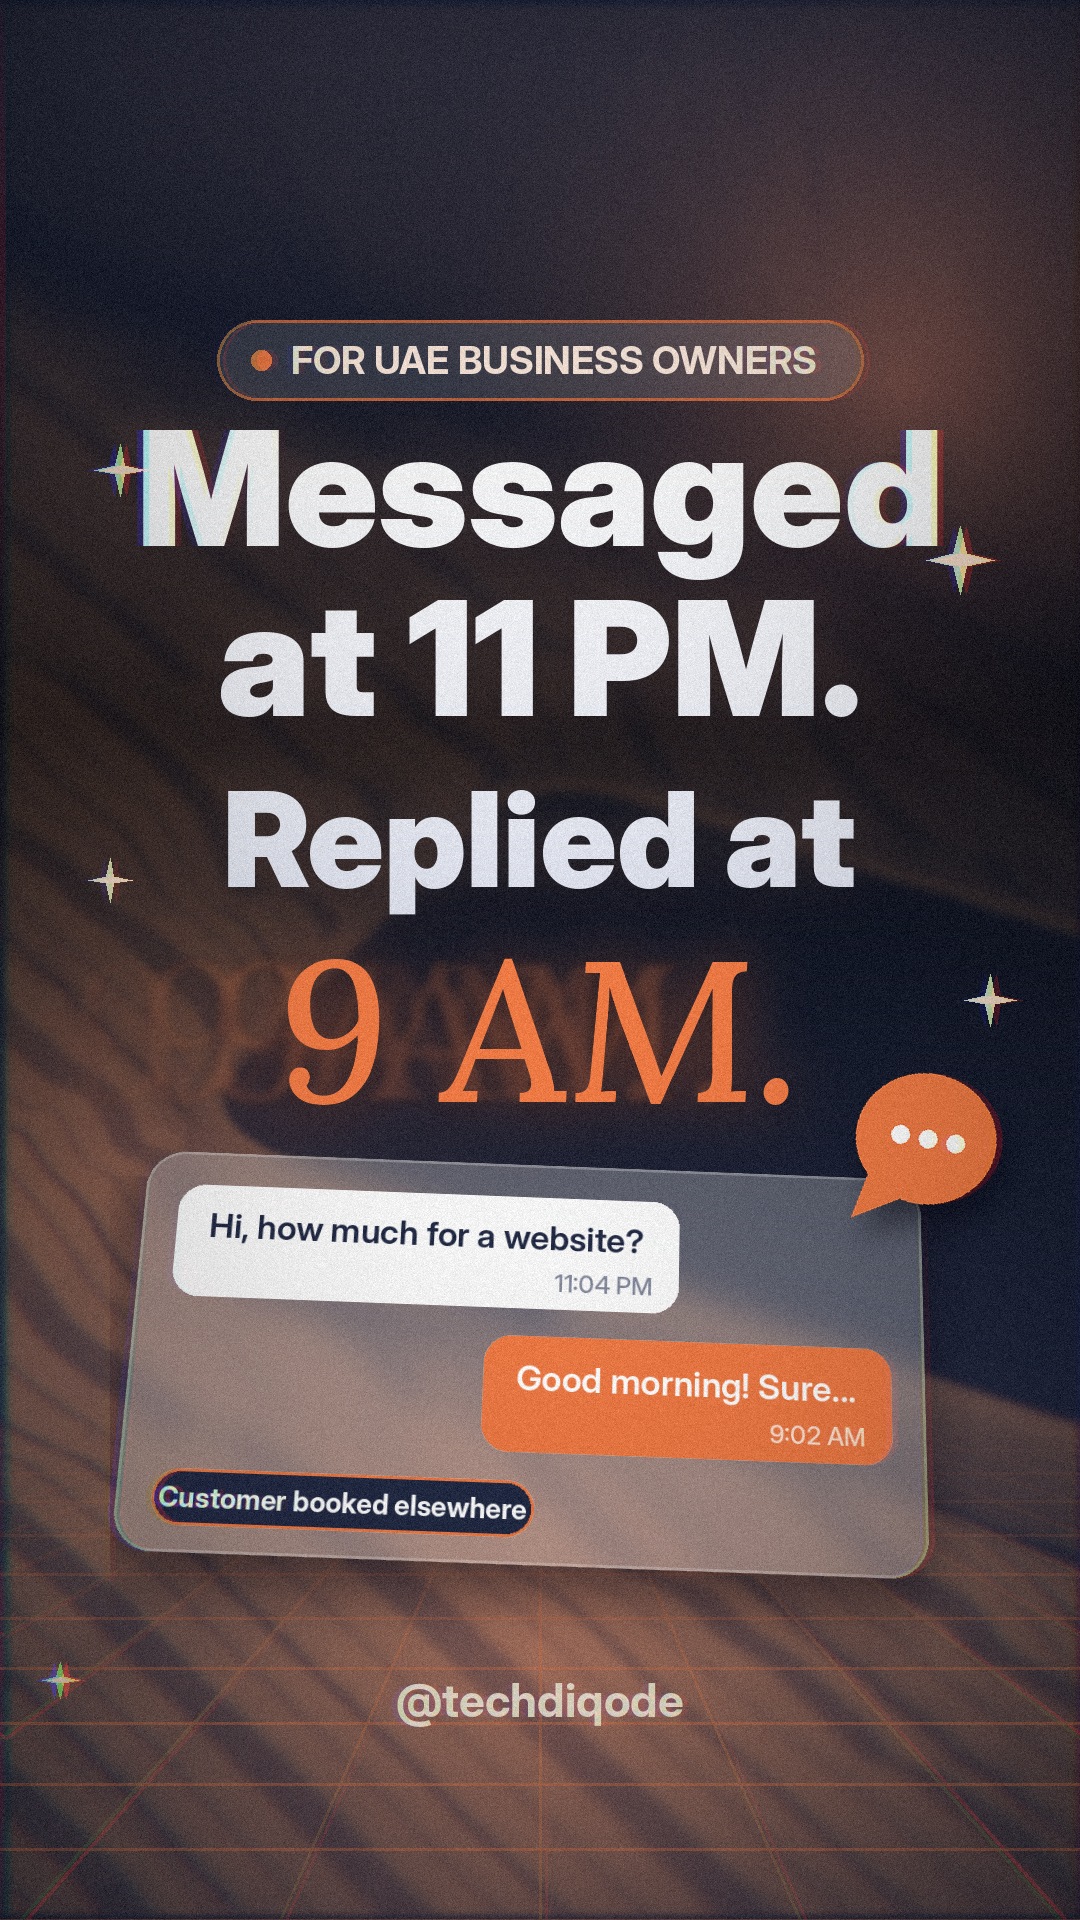 FOR UAE BUSINESS OWNERS
Messaged
at 11 PM.
Replied at
9 AM.
Hi, how much for a website?
11:04 PM
Good morning! Sure...
9:02 AM
Customer booked elsewhere
@techdiqode